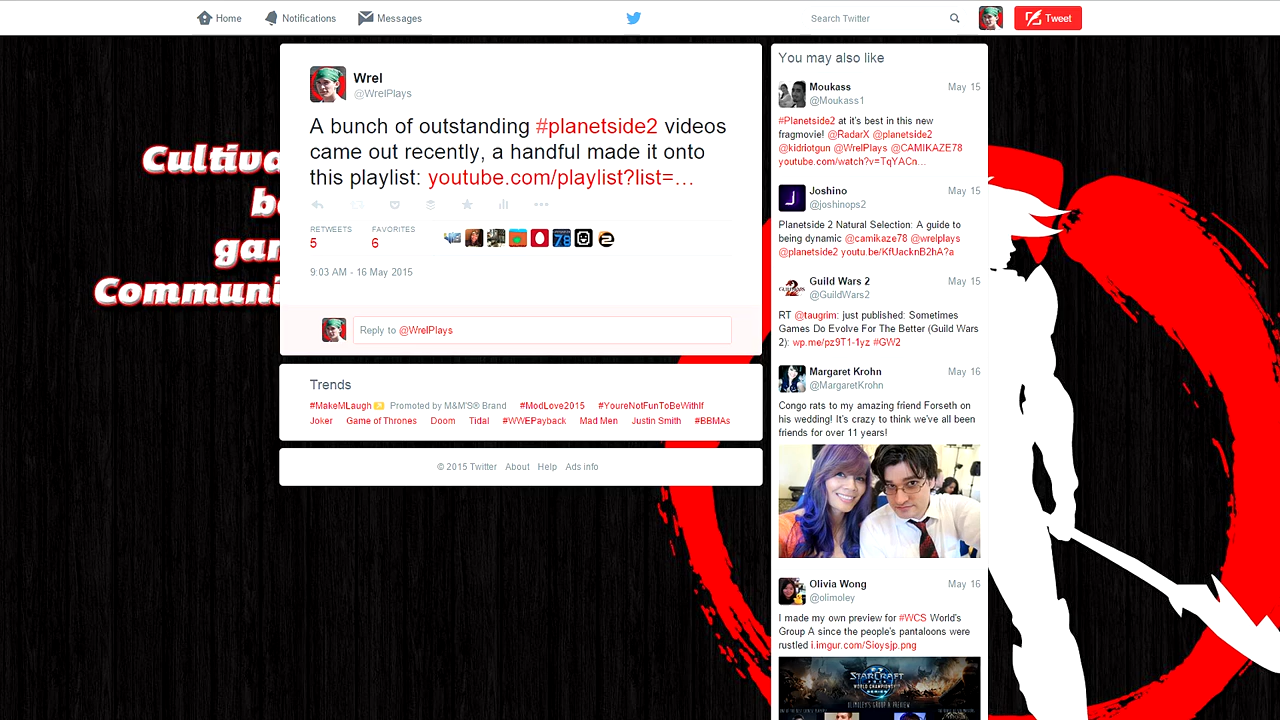 Home Notifications Messages Search Twitter Tweet
Cultiva
be
gam
Communi
Wrel
@WrelPlays
A bunch of outstanding #planetside2 videos
came out recently, a handful made it onto
this playlist: youtube.com/playlist?list=…
RETWEETS FAVORITES
5 6
78
9:03 AM - 16 May 2015
Reply to @WrelPlays
Trends
#MakeMLaugh Promoted by M&M'S® Brand #ModLove2015 #YoureNotFunToBeWithIf
Joker Game of Thrones Doom Tidal #WWEPayback Mad Men Justin Smith #BBMAs
© 2015 Twitter About Help Ads info
You may also like
Moukass May 15
@Moukass1
#Planetside2 at it's best in this new
fragmovie! @RadarX @planetside2
@kidriotgun @WrelPlays @CAMIKAZE78
youtube.com/watch?v=TqYACn…
Joshino May 15
@joshinops2
Planetside 2 Natural Selection: A guide to
being dynamic @camikaze78 @wrelplays
@planetside2 youtu.be/KfUacknB2hA?a
Guild Wars 2 May 15
@GuildWars2
RT @taugrim: just published: Sometimes
Games Do Evolve For The Better (Guild Wars
2): wp.me/pz9T1-1yz #GW2
Margaret Krohn May 16
@MargaretKrohn
Congo rats to my amazing friend Forseth on
his wedding! It's crazy to think we've all been
friends for over 11 years!
Olivia Wong May 16
@olimoley
I made my own preview for #WCS World's
Group A since the people's pantaloons were
rustled i.imgur.com/Sioysjp.png
STARCRAFT
WORLD CHAMPIONSHIP
SERIES
OLIMOLEY'S GROUP A PREVIEW